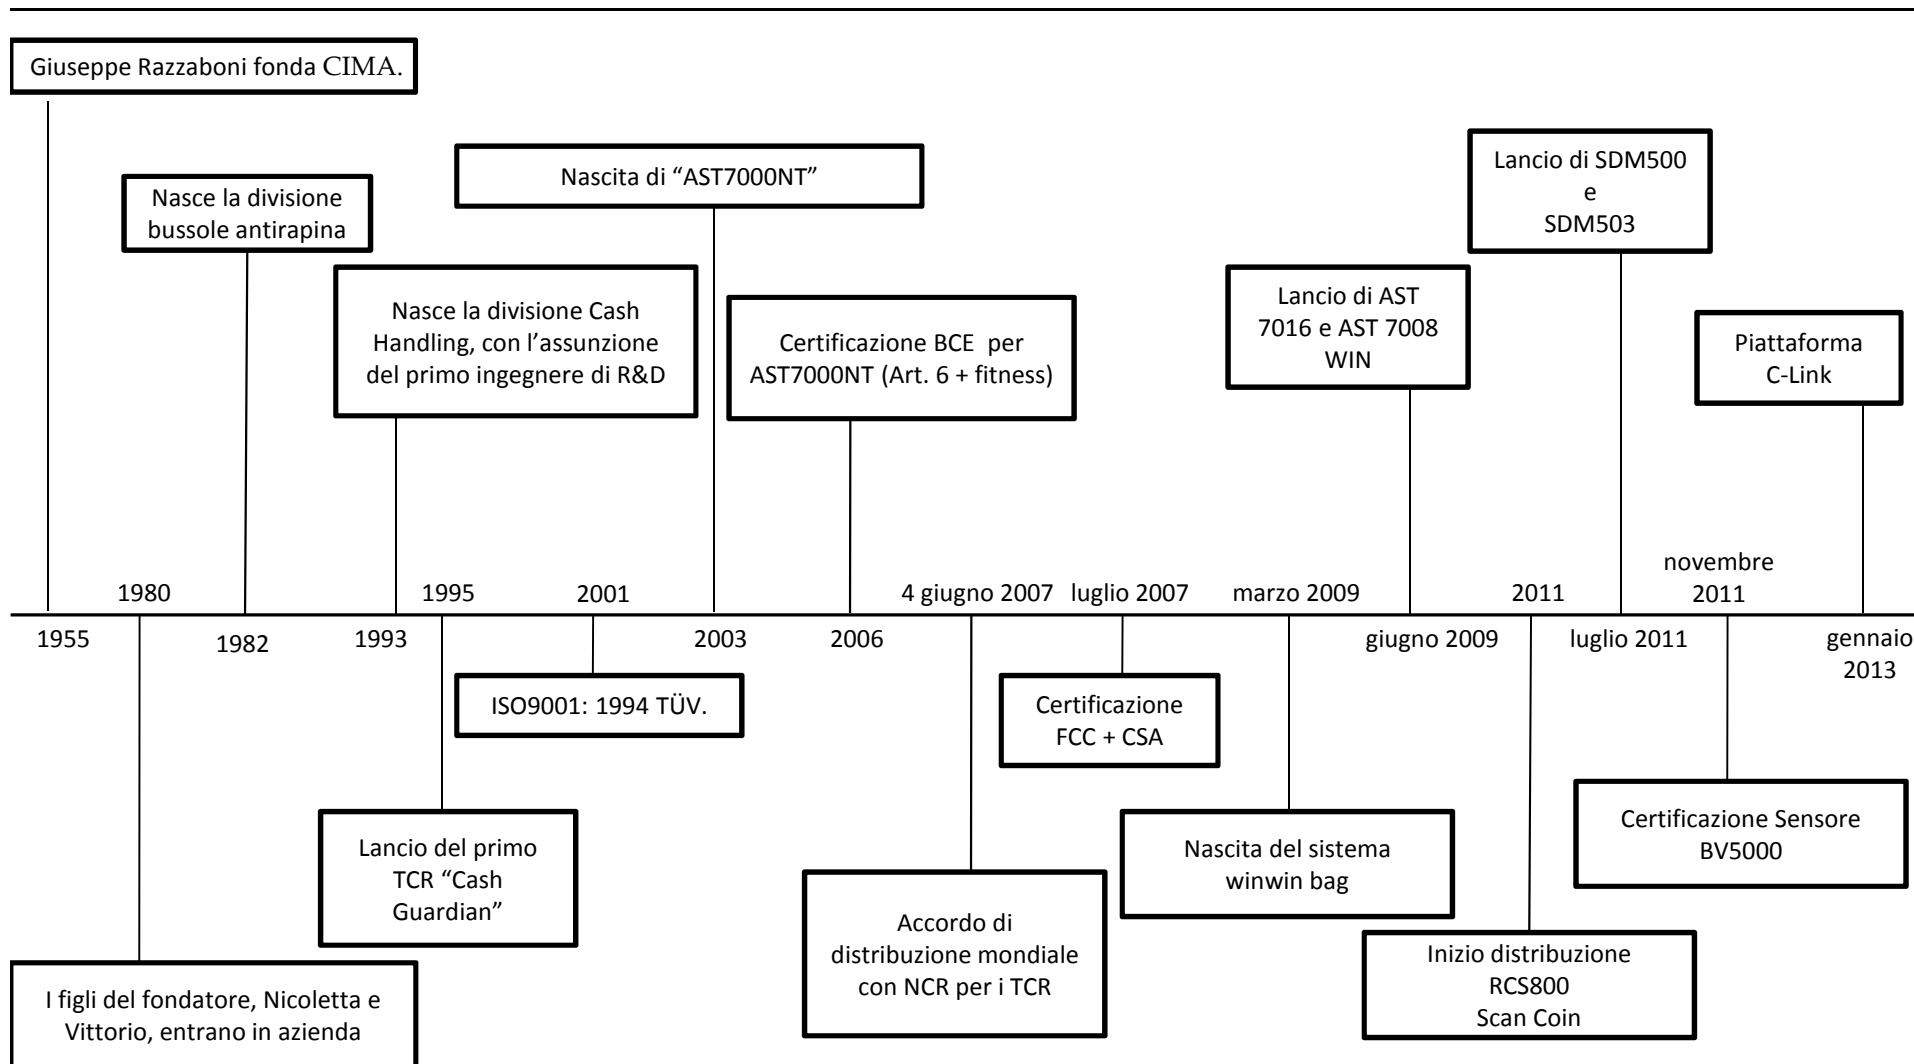 Giuseppe Razzaboni fonda CIMA.
Nasce la divisione
bussole antirapina
Nascita di “AST7000NT”
Lancio di SDM500
e
SDM503
Nasce la divisione Cash
Handling, con l’assunzione
del primo ingegnere di R&D
Certificazione BCE per
AST7000NT (Art. 6 + fitness)
Lancio di AST
7016 e AST 7008
WIN
Piattaforma
C-Link
1980
1995
2001
4 giugno 2007
luglio 2007
marzo 2009
2011
novembre
2011
1955
1982
1993
2003
2006
giugno 2009
luglio 2011
gennaio
2013
ISO9001: 1994 TÜV.
Certificazione
FCC + CSA
Lancio del primo
TCR “Cash
Guardian”
Nascita del sistema
winwin bag
Certificazione Sensore
BV5000
Accordo di
distribuzione mondiale
con NCR per i TCR
Inizio distribuzione
RCS800
Scan Coin
I figli del fondatore, Nicoletta e
Vittorio, entrano in azienda